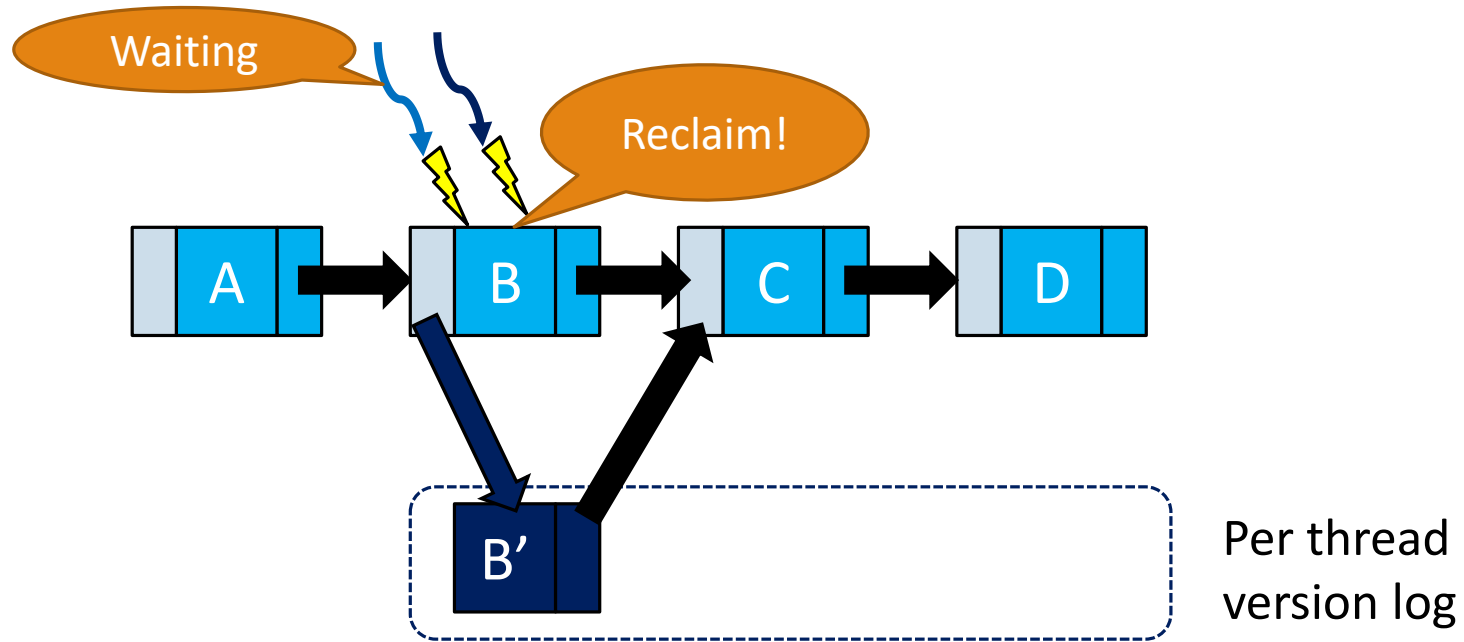 Waiting
Reclaim!
A
B
C
D
B’
Per thread
version log